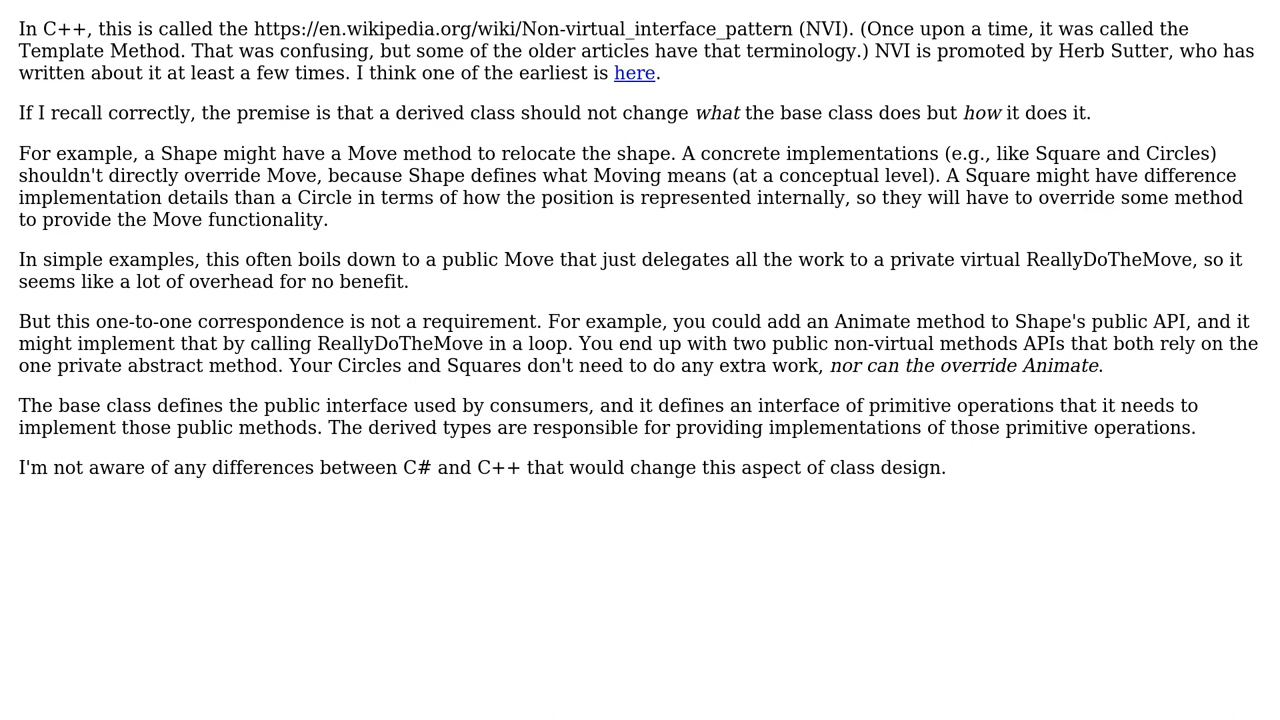 In C++, this is called the https://en.wikipedia.org/wiki/Non-virtual_interface_pattern (NVI). (Once upon a time, it was called the
Template Method. That was confusing, but some of the older articles have that terminology.) NVI is promoted by Herb Sutter, who has
written about it at least a few times. I think one of the earliest is here.
If I recall correctly, the premise is that a derived class should not change what the base class does but how it does it.
For example, a Shape might have a Move method to relocate the shape. A concrete implementations (e.g., like Square and Circles)
shouldn't directly override Move, because Shape defines what Moving means (at a conceptual level). A Square might have difference
implementation details than a Circle in terms of how the position is represented internally, so they will have to override some method
to provide the Move functionality.
In simple examples, this often boils down to a public Move that just delegates all the work to a private virtual ReallyDoTheMove, so it
seems like a lot of overhead for no benefit.
But this one-to-one correspondence is not a requirement. For example, you could add an Animate method to Shape's public API, and it
might implement that by calling ReallyDoTheMove in a loop. You end up with two public non-virtual methods APIs that both rely on the
one private abstract method. Your Circles and Squares don't need to do any extra work, nor can the override Animate.
The base class defines the public interface used by consumers, and it defines an interface of primitive operations that it needs to
implement those public methods. The derived types are responsible for providing implementations of those primitive operations.
I'm not aware of any differences between C# and C++ that would change this aspect of class design.